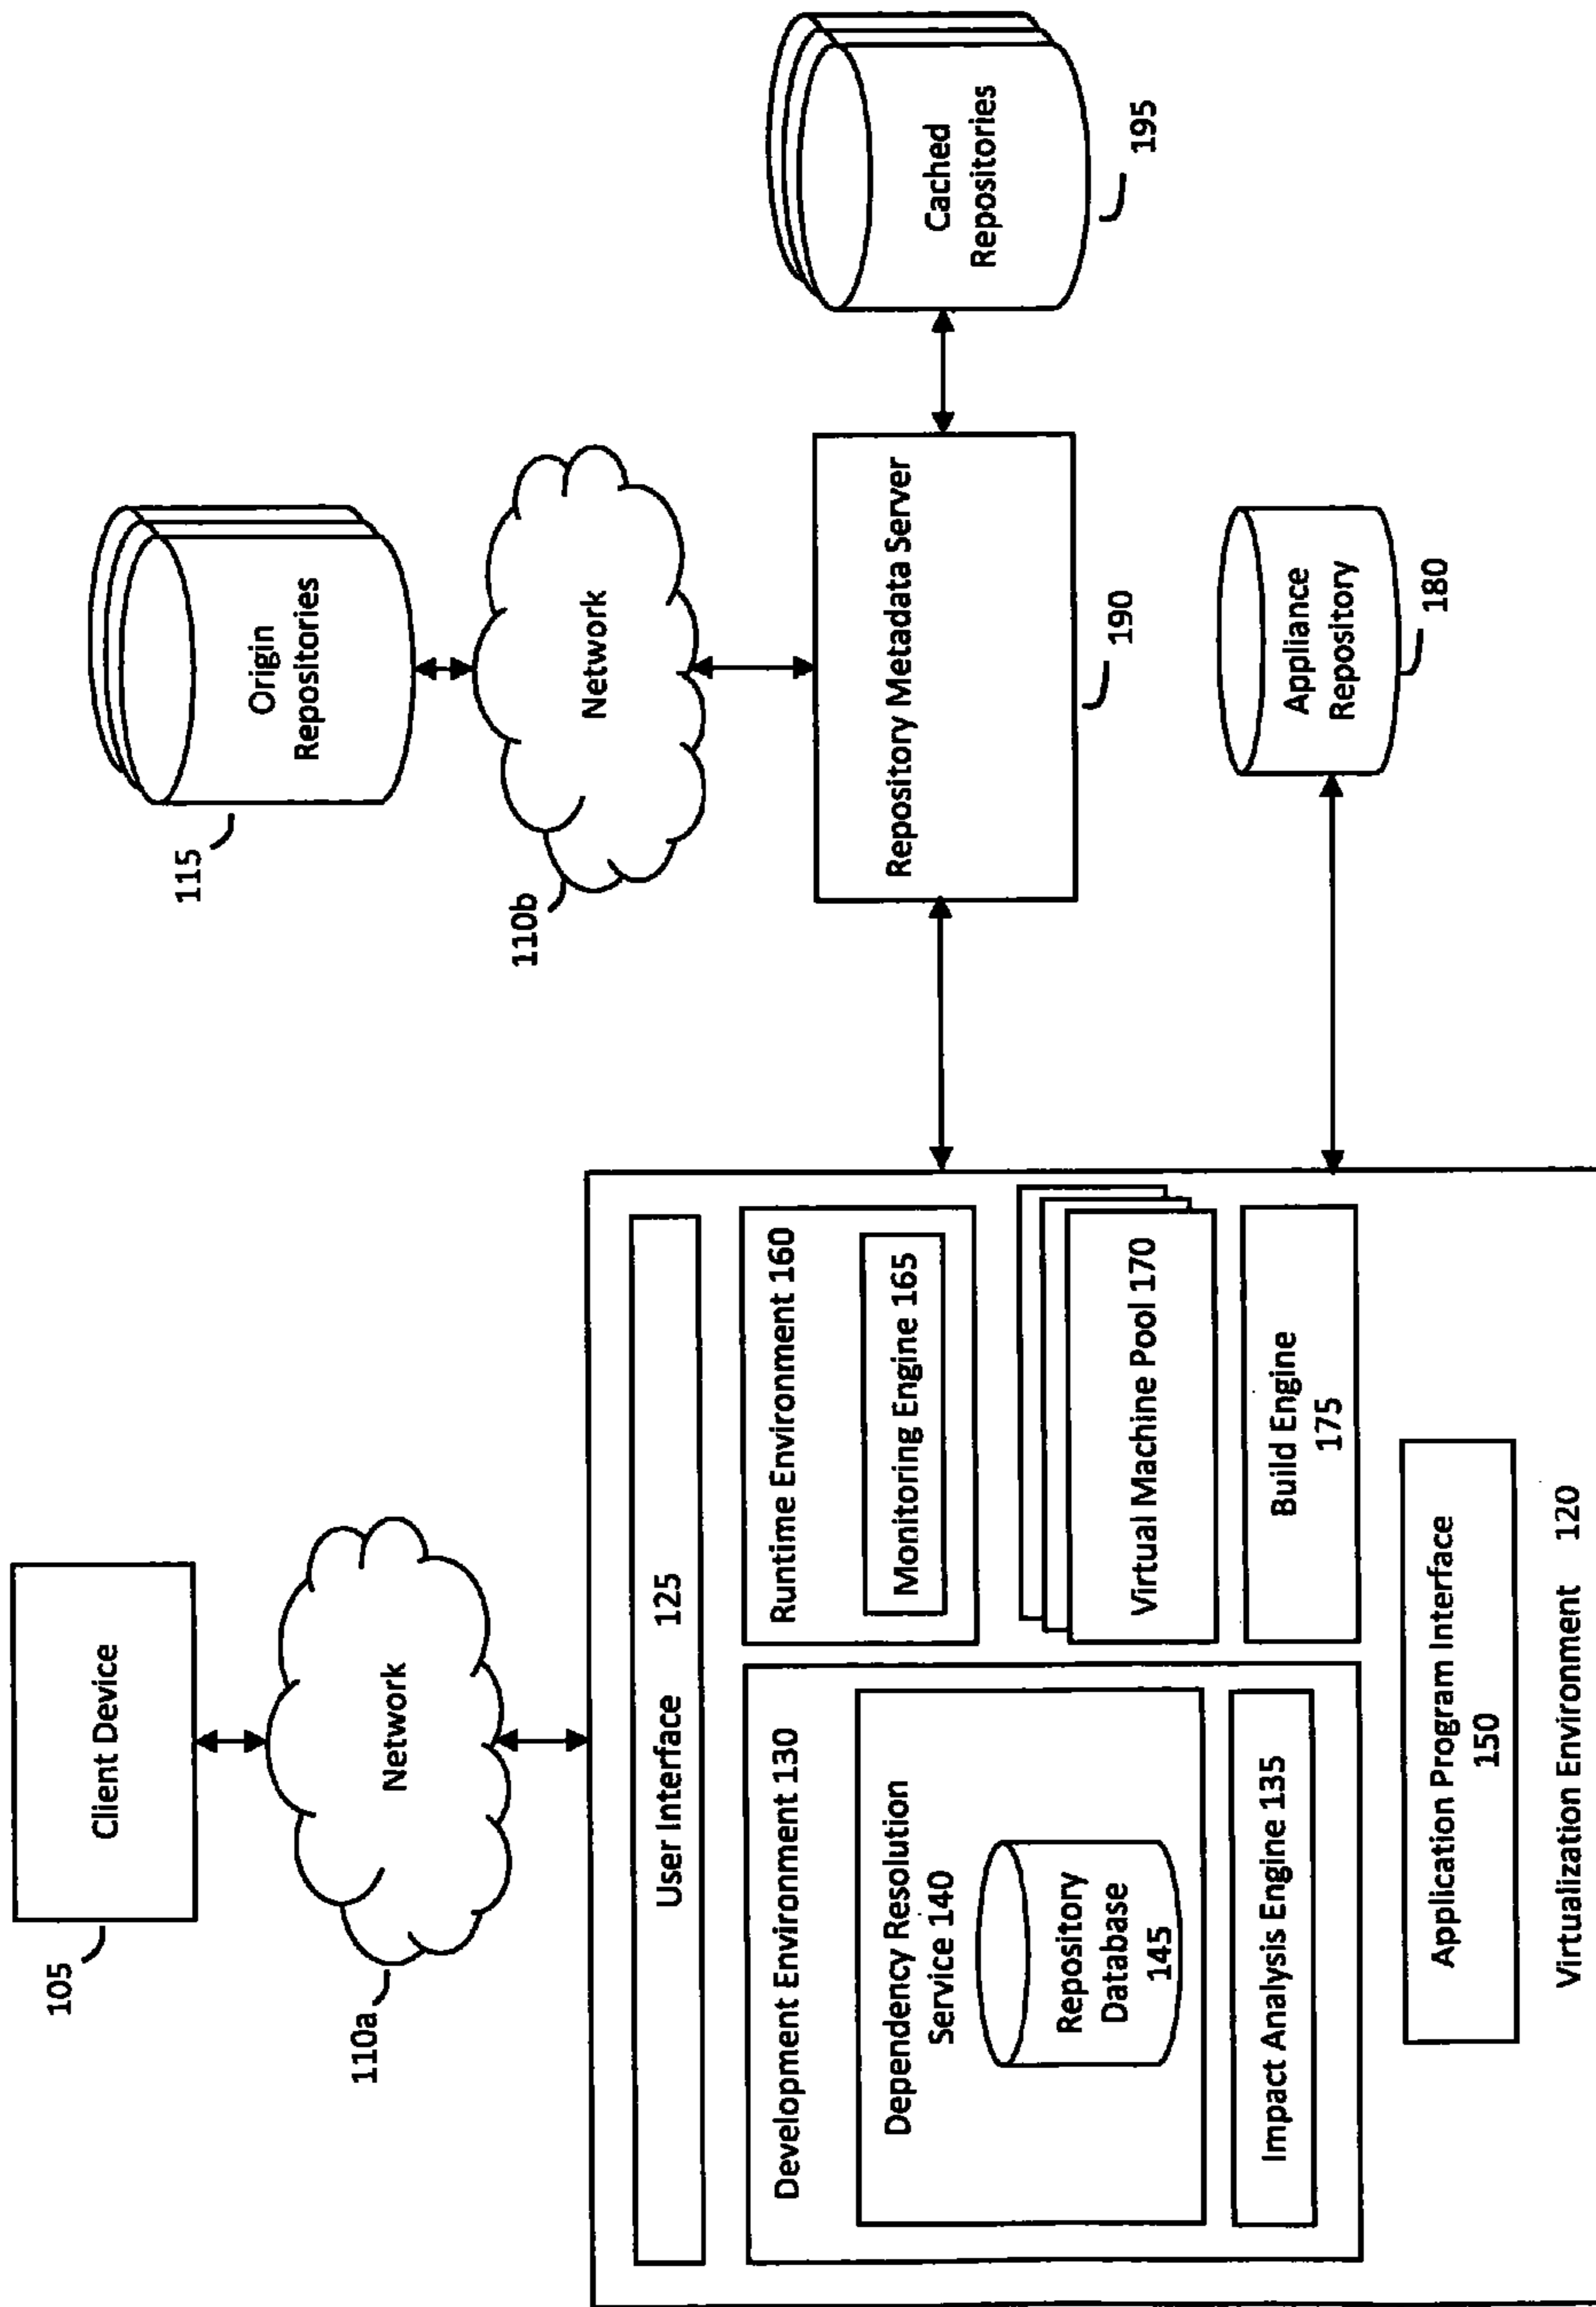 Client Device
105
Network
110a
User Interface 125
Development Environment 130
Dependency Resolution
Service 140
Repository
Database
145
Impact Analysis Engine 135
Runtime Environment 160
Monitoring Engine 165
Virtual Machine Pool 170
Build Engine
175
Application Program Interface
150
Virtualization Environment 120
Origin
Repositories
115
Network
110b
Repository Metadata Server
190
Cached
Repositories
195
Appliance
Repository
180